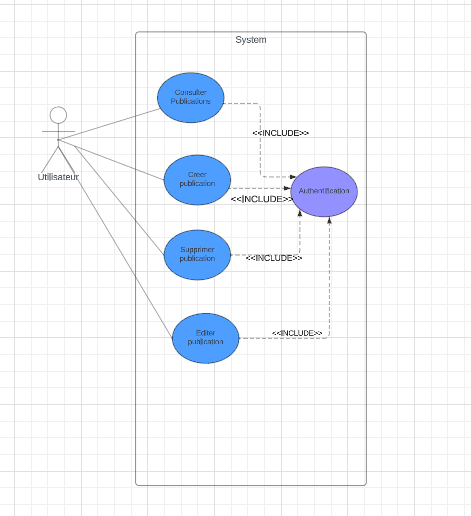 System
Consulter
Publications
<<INCLUDE>>
Utilisateur
Creer
publication
Authentification
<<INCLUDE>>
Supprimer
publication
<<INCLUDE>>
Editer
publication
<<INCLUDE>>